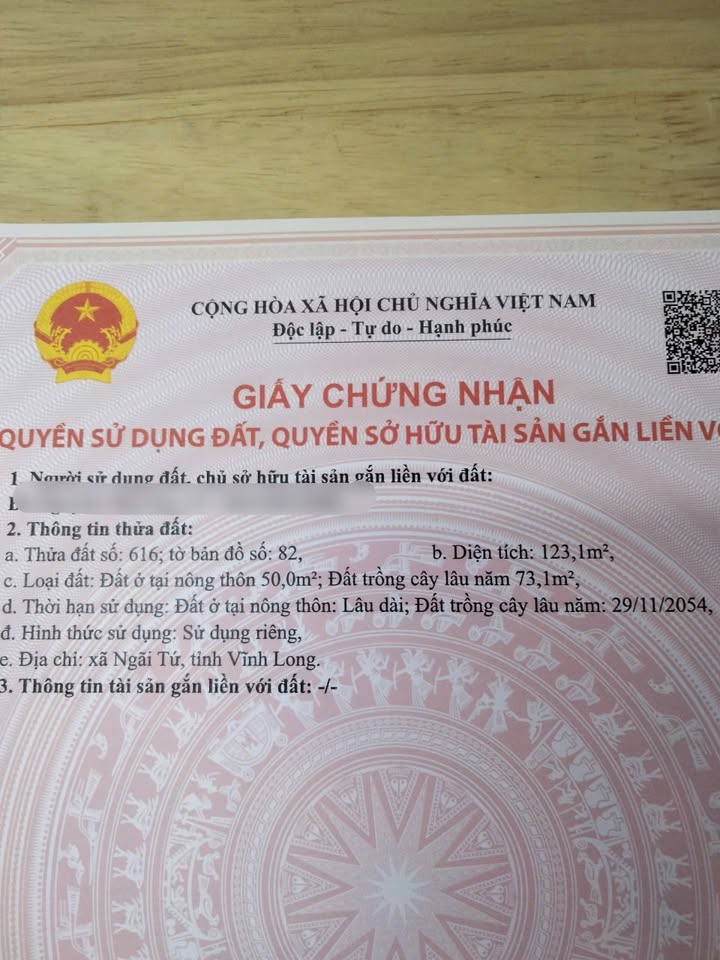 CỘNG HÒA XÃ HỘI CHỦ NGHĨA VIỆT NAM
Độc lập - Tự do - Hạnh phúc
GIẤY CHỨNG NHẬN
QUYỀN SỬ DỤNG ĐẤT, QUYỀN SỞ HỮU TÀI SẢN GẮN LIỀN
1. Người sử dụng đất, chủ sở hữu tài sản gắn liền với đất:
2. Thông tin thửa đất:
a. Thửa đất số: 616; tờ bản đồ số: 82, b. Diện tích: 123,1m²,
c. Loại đất: Đất ở tại nông thôn 50,0m²; Đất trồng cây lâu năm 73,1m²,
d. Thời hạn sử dụng: Đất ở tại nông thôn: Lâu dài; Đất trồng cây lâu năm: 29/11/2054,
đ. Hình thức sử dụng: Sử dụng riêng,
e. Địa chỉ: xã Ngãi Tứ, tỉnh Vĩnh Long.
3. Thông tin tài sản gắn liền với đất: -/-